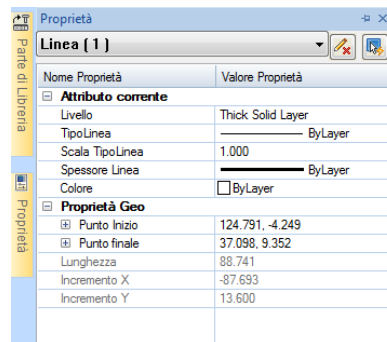 Proprietà
Linea ( 1 )
Nome Proprietà Valore Proprietà
Attributo corrente
Livello Thick Solid Layer
TipoLinea ByLayer
Scala TipoLinea 1.000
Spessore Linea ByLayer
Colore ByLayer
Proprietà Geo
Punto Inizio 124.791, -4.249
Punto finale 37.098, 9.352
Lunghezza 88.741
Incremento X -87.693
Incremento Y 13.600
Parte di Libreria
Proprietà